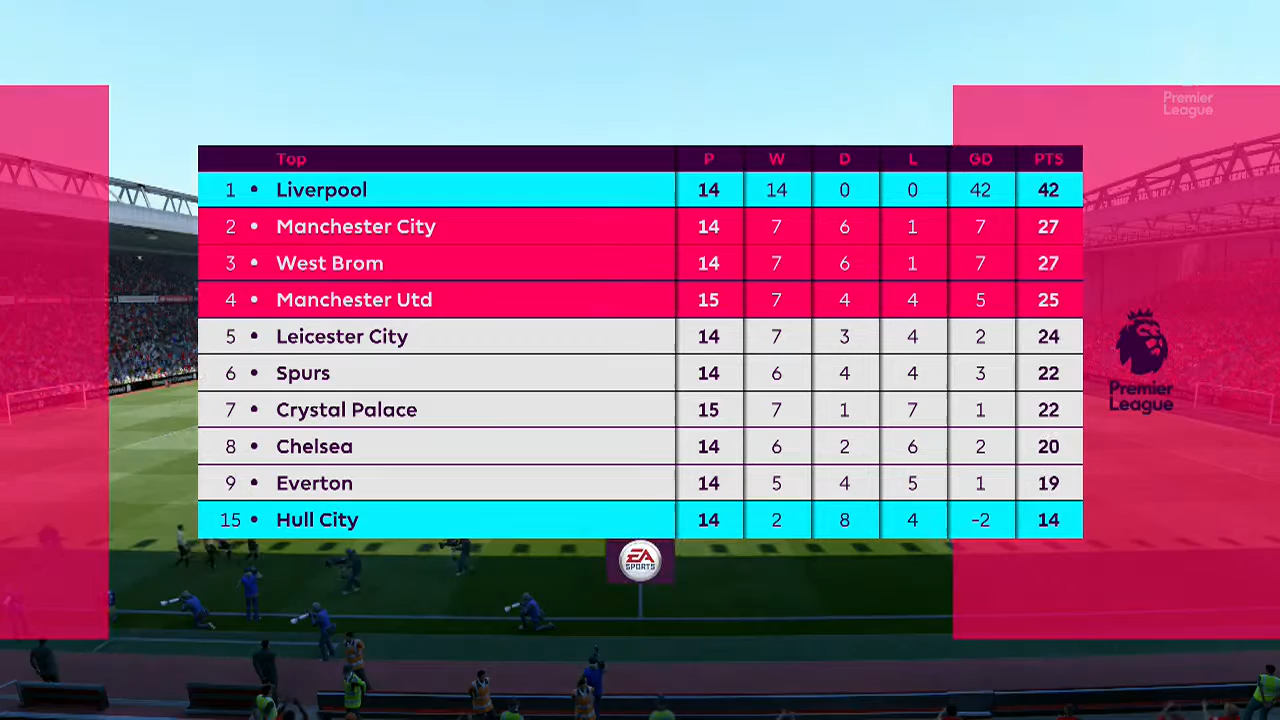 Premier
League
Top P W D L GD PTS
1 • Liverpool 14 14 0 0 42 42
2 • Manchester City 14 7 6 1 7 27
3 • West Brom 14 7 6 1 7 27
4 • Manchester Utd 15 7 4 4 5 25
5 • Leicester City 14 7 3 4 2 24
6 • Spurs 14 6 4 4 3 22
7 • Crystal Palace 15 7 1 7 1 22
8 • Chelsea 14 6 2 6 2 20
9 • Everton 14 5 4 5 1 19
15 • Hull City 14 2 8 4 -2 14
Premier
League
EA
SPORTS